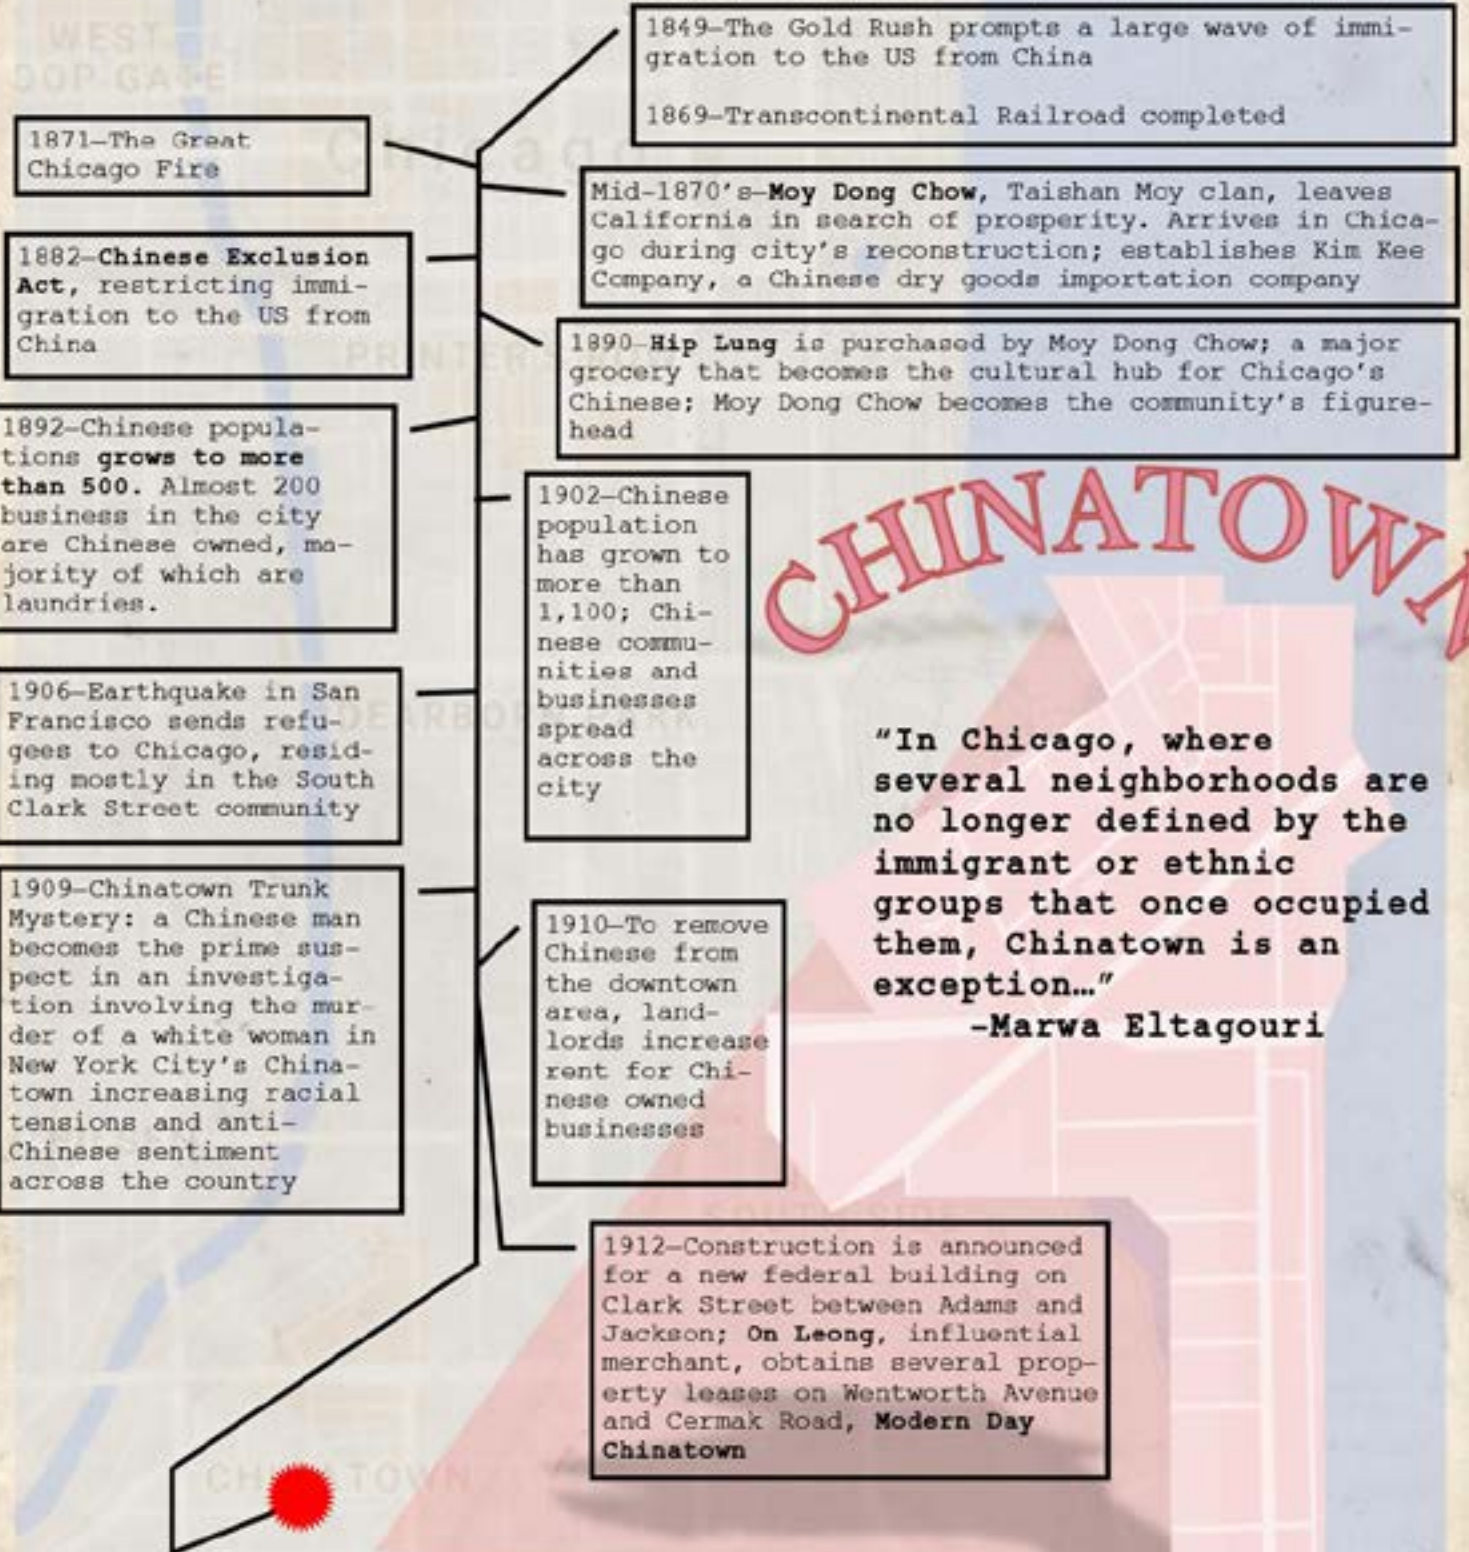 1849—The Gold Rush prompts a large wave of immi-
gration to the US from China
1869—Transcontinental Railroad completed
1871—The Great
Chicago Fire
Mid-1870's—Moy Dong Chow, Taishan Moy clan, leaves
California in search of prosperity. Arrives in Chica-
go during city's reconstruction; establishes Kim Kee
Company, a Chinese dry goods importation company
1882—Chinese Exclusion
Act, restricting immi-
gration to the US from
China
1890—Hip Lung is purchased by Moy Dong Chow; a major
grocery that becomes the cultural hub for Chicago's
Chinese; Moy Dong Chow becomes the community's figure-
head
1892—Chinese popula-
tions grows to more
than 500. Almost 200
business in the city
are Chinese owned, ma-
jority of which are
laundries.
1902—Chinese
population
has grown to
more than
1,100; Chi-
nese commu-
nities and
businesses
spread
across the
city
CHINATOWN
1906—Earthquake in San
Francisco sends refu-
gees to Chicago, resid-
ing mostly in the South
Clark Street community
"In Chicago, where
several neighborhoods are
no longer defined by the
immigrant or ethnic
groups that once occupied
them, Chinatown is an
exception…"
-Marwa Eltagouri
1909—Chinatown Trunk
Mystery: a Chinese man
becomes the prime sus-
pect in an investiga-
tion involving the mur-
der of a white woman in
New York City's China-
town increasing racial
tensions and anti-
Chinese sentiment
across the country
1910—To remove
Chinese from
the downtown
area, land-
lords increase
rent for Chi-
nese owned
businesses
1912—Construction is announced
for a new federal building on
Clark Street between Adams and
Jackson; On Leong, influential
merchant, obtains several prop-
erty leases on Wentworth Avenue
and Cermak Road, Modern Day
Chinatown
WEST
Chicago
SOUTH SIDE